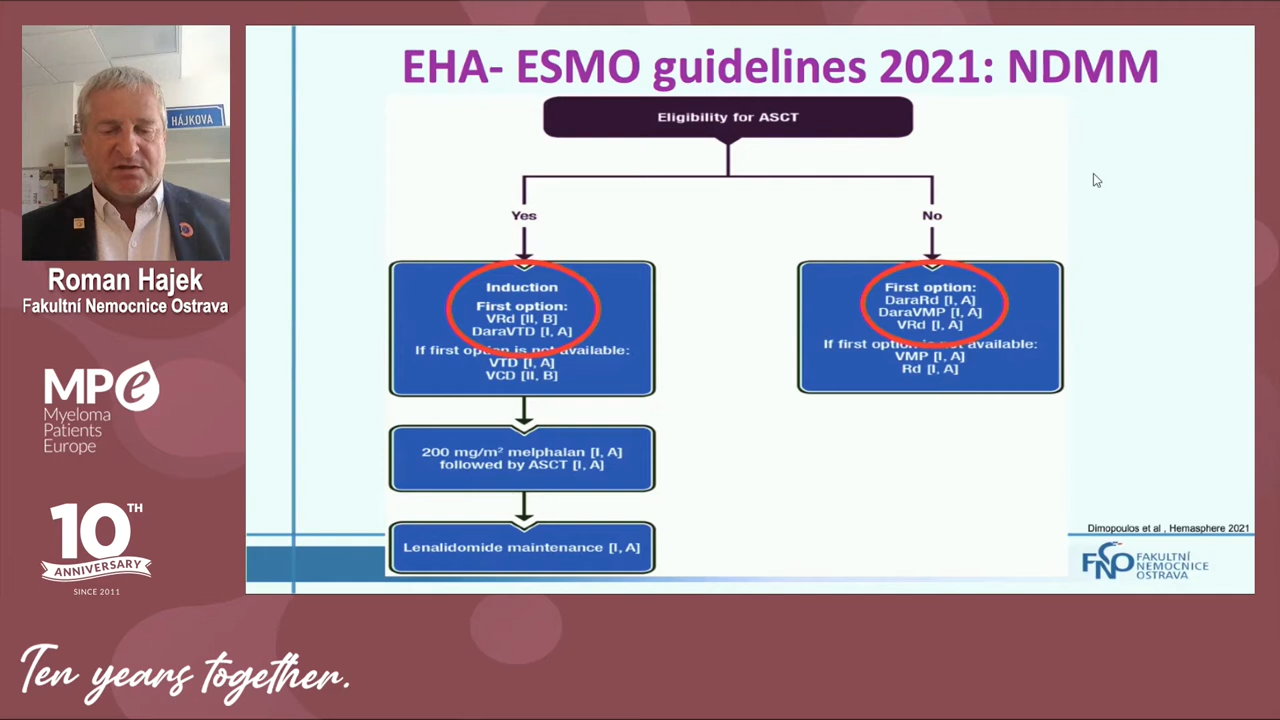 HÁJKOVA
Roman Hajek
Fakultní Nemocnice Ostrava
MPe
Myeloma
Patients
Europe
10TH
ANNIVERSARY
SINCE 2011
Ten years together.
EHA- ESMO guidelines 2021: NDMM
Eligibility for ASCT
Yes
No
Induction
First option:
VRd [II, B]
DaraVTD [I, A]
If first option is not available:
VTD [I, A]
VCD [II, B]
200 mg/m² melphalan [I, A]
followed by ASCT [I, A]
Lenalidomide maintenance [I, A]
First option:
DaraRd [I, A]
DaraVMP [I, A]
VRd [I, A]
If first option is not available:
VMP [I, A]
Rd [I, A]
Dimopoulos et al , Hemasphere 2021
FNO
FAKULTNÍ
NEMOCNICE
OSTRAVA